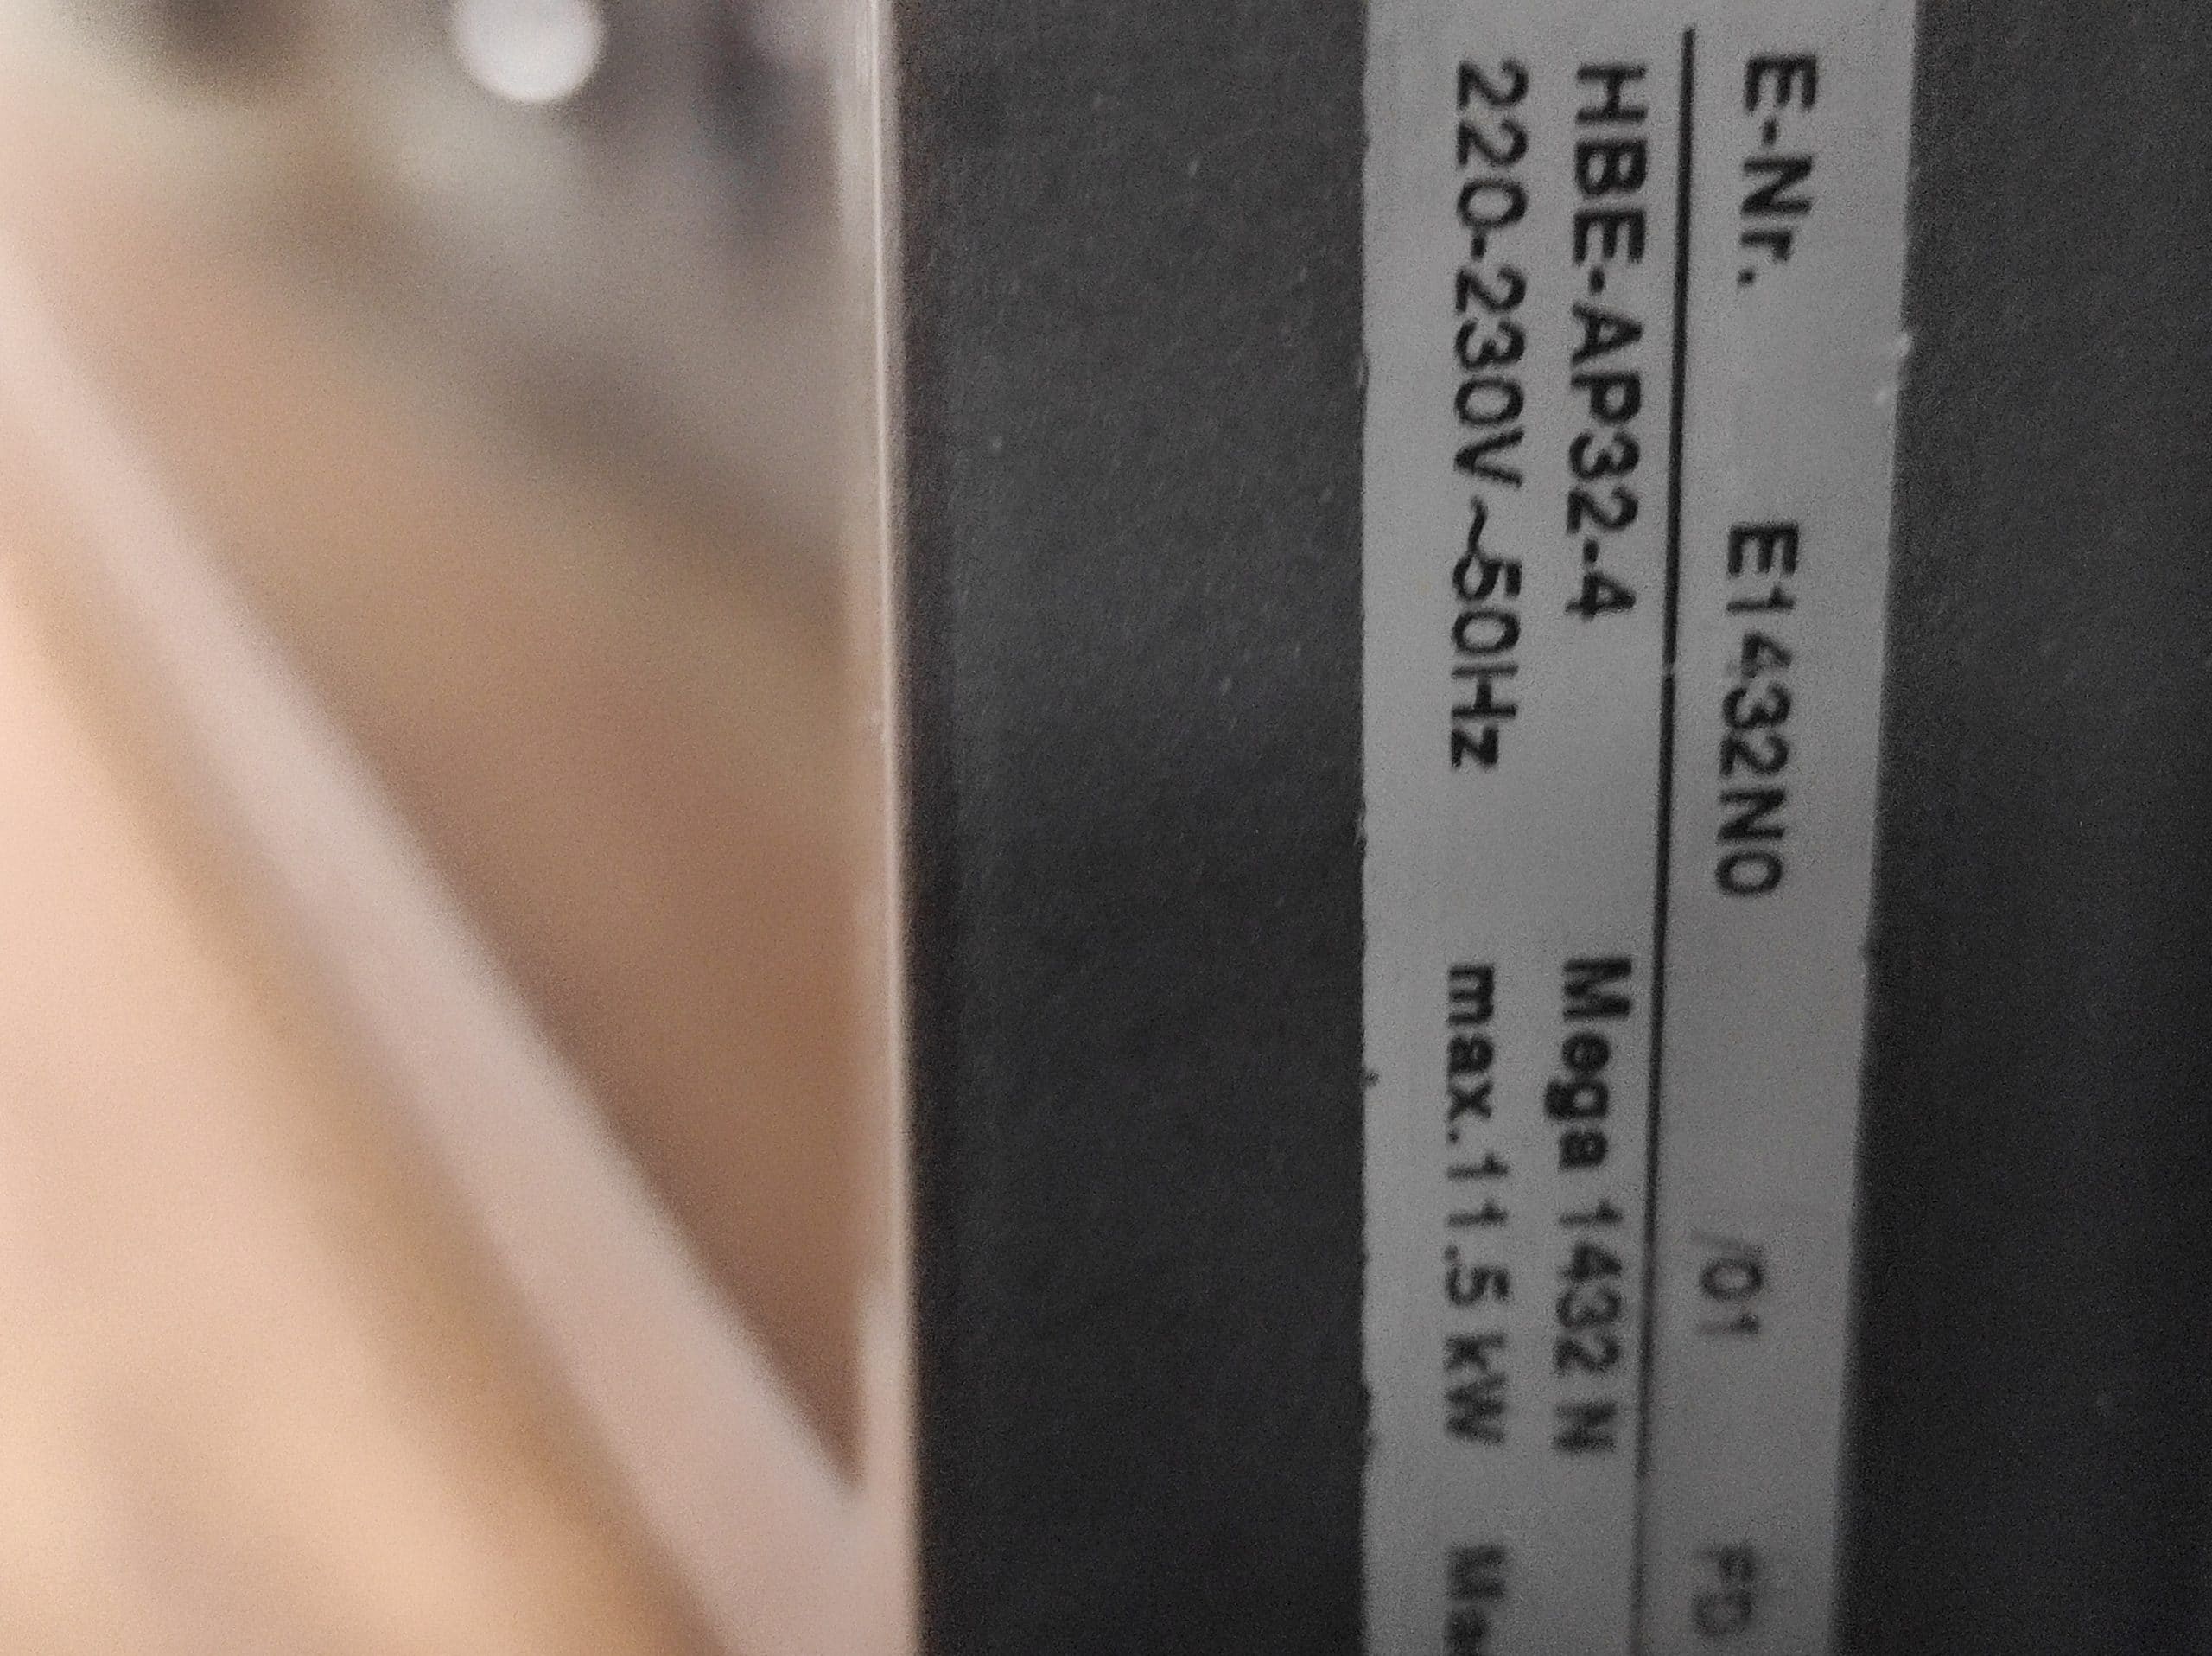 E-Nr. E1432N0 /01 FD
HBE-AP32-4 Mega 1432 N
220-230V~50Hz max.11.5 kW